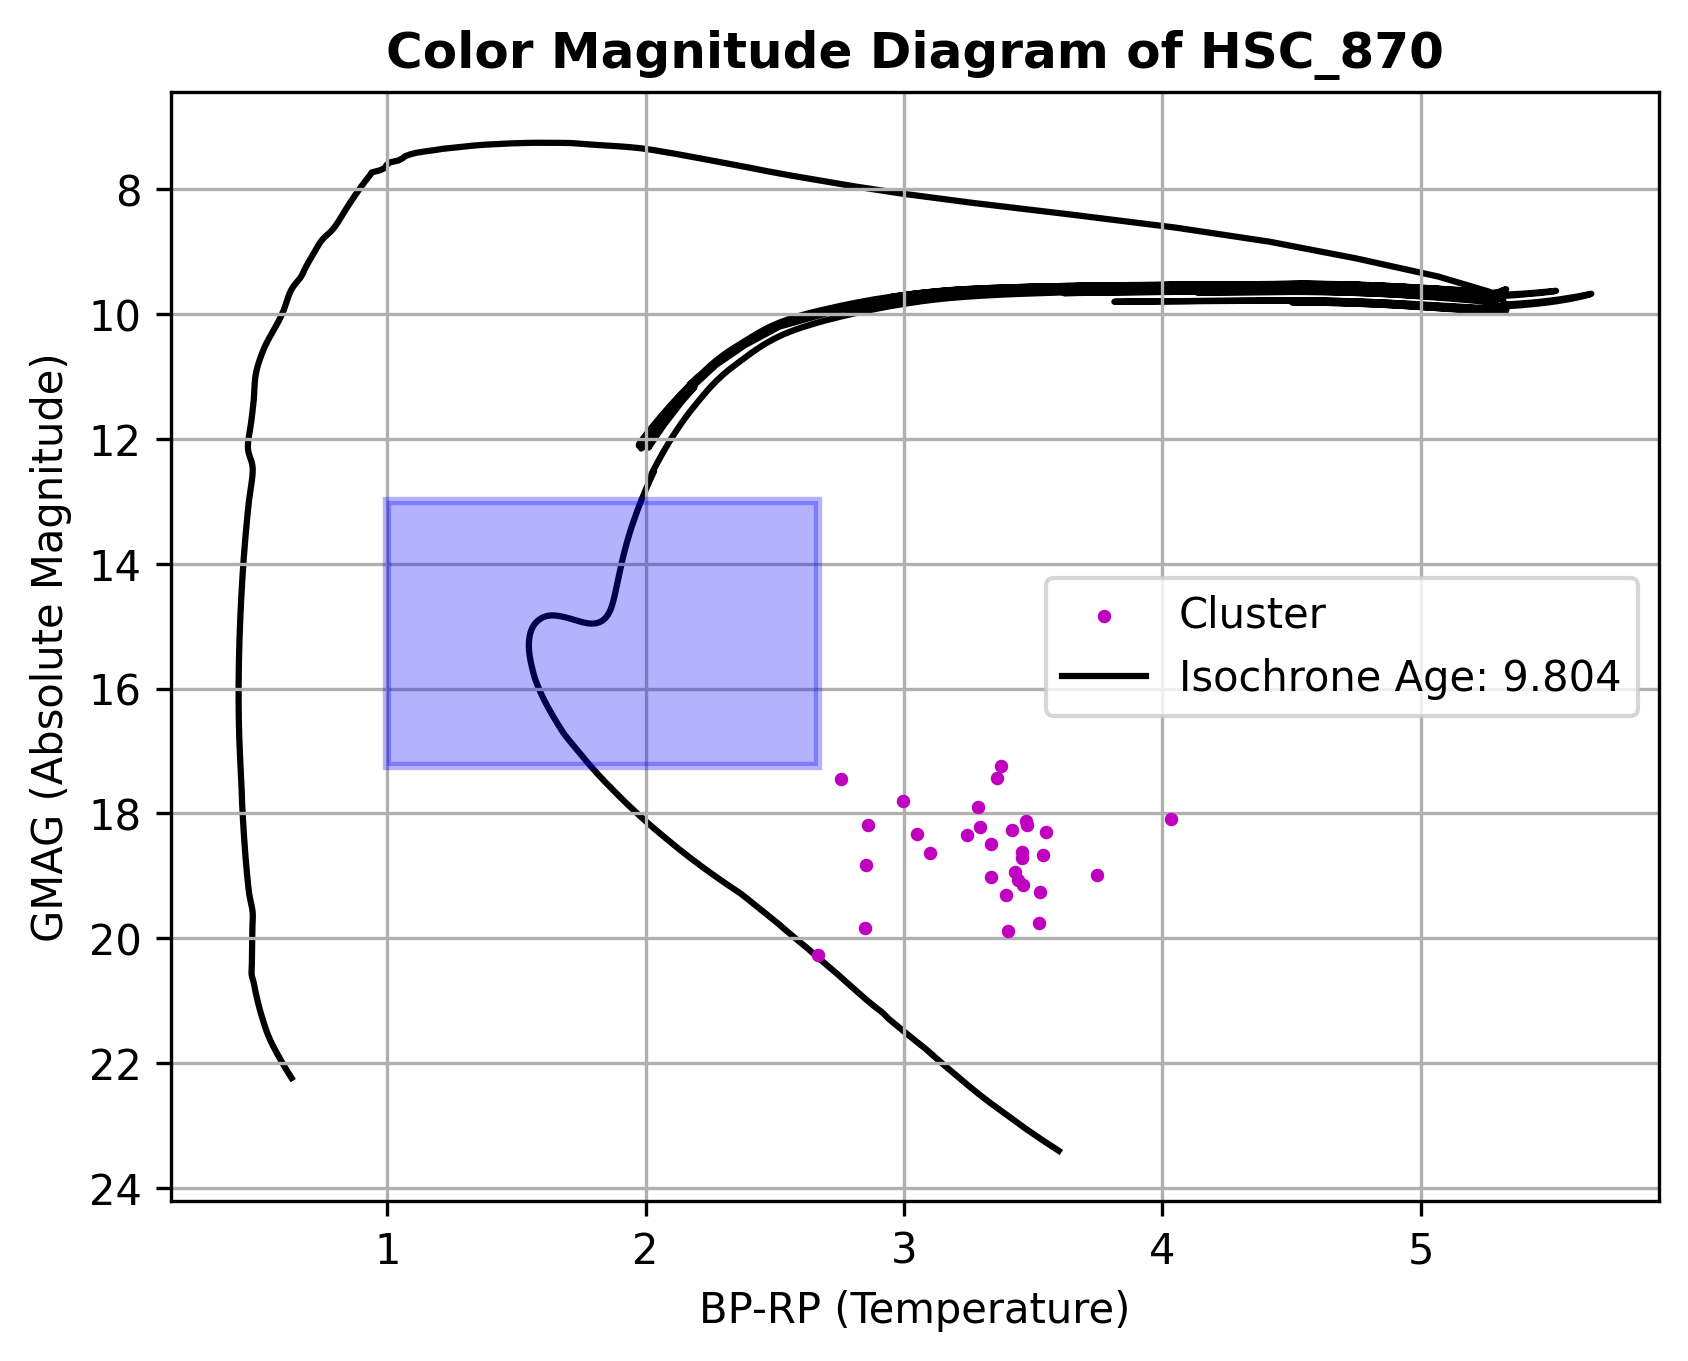 Color Magnitude Diagram of HSC_870
GMAG (Absolute Magnitude)
8
10
12
14
16
18
20
22
24
Cluster
Isochrone Age: 9.804
1 2 3 4 5
BP-RP (Temperature)